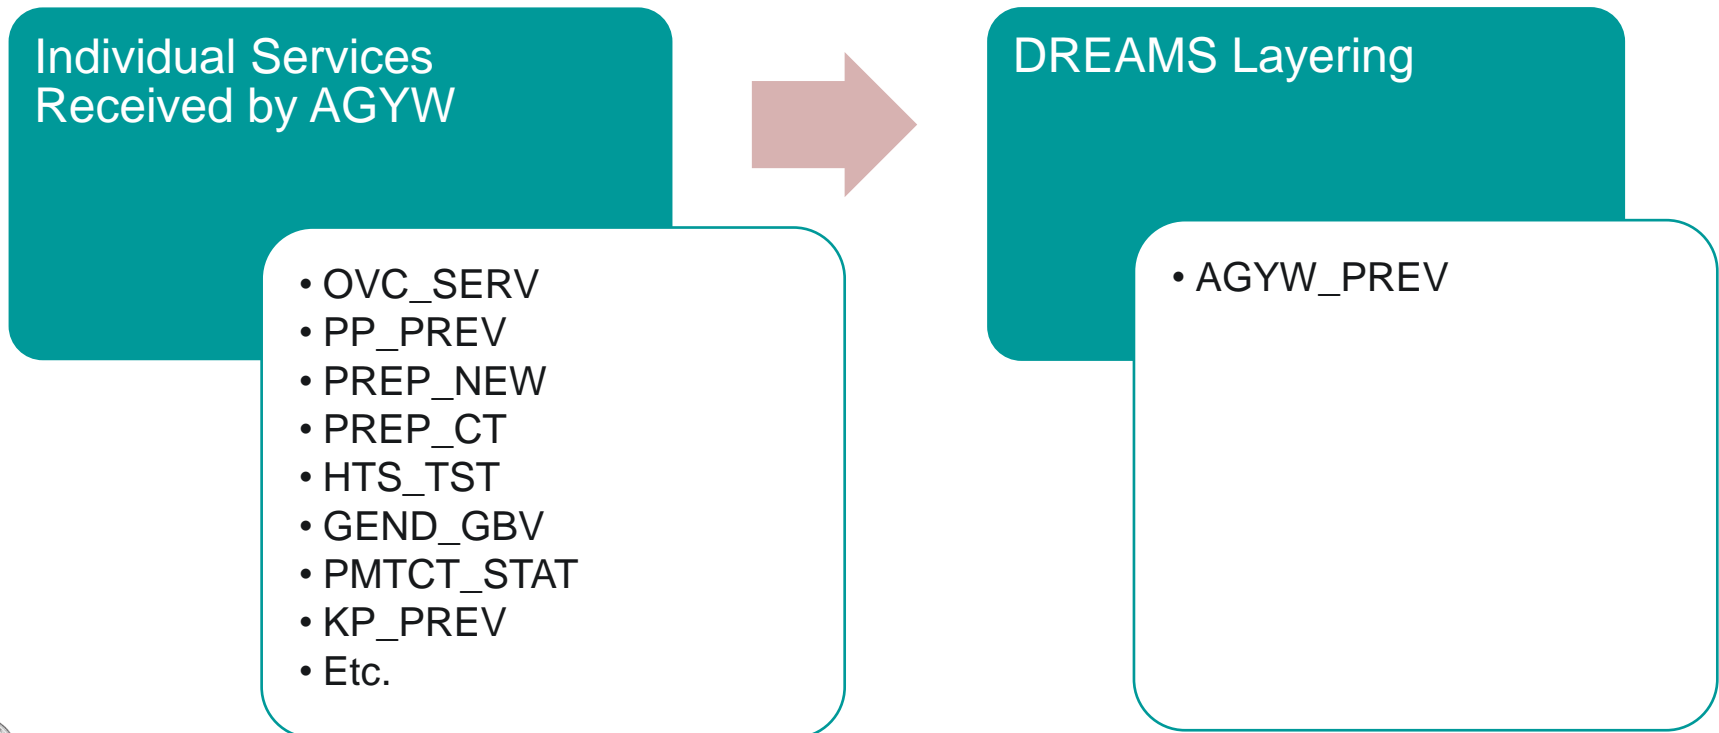 Individual Services
Received by AGYW
• OVC_SERV
• PP_PREV
• PREP_NEW
• PREP_CT
• HTS_TST
• GEND_GBV
• PMTCT_STAT
• KP_PREV
• Etc.
DREAMS Layering
• AGYW_PREV